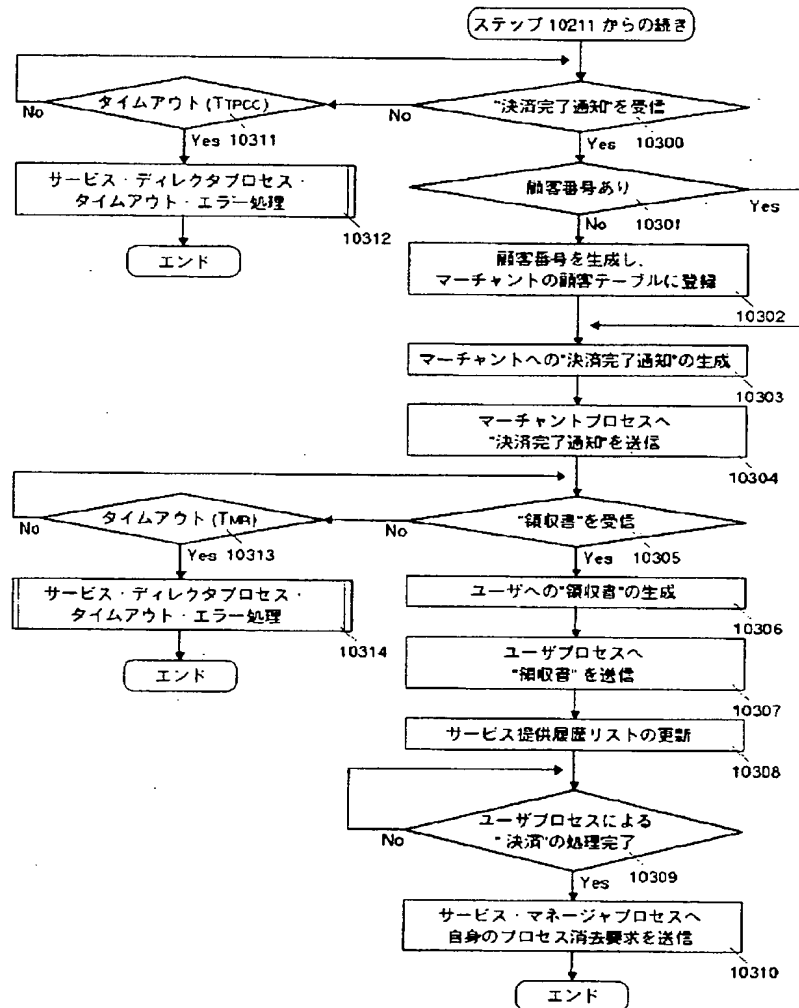 ステップ 10211 からの続き
"決済完了通知"を受信
No
Yes
10300
タイムアウト (TTPCC)
No
Yes
10311
サービス・ディレクタプロセス・
タイムアウト・エラー処理
10312
エンド
顧客番号あり
Yes
10301
No
顧客番号を生成し、
マーチャントの顧客テーブルに登録
10302
マーチャントへの"決済完了通知"の生成
10303
マーチャントプロセスへ
"決済完了通知"を送信
10304
"領収書"を受信
No
Yes
10305
タイムアウト (TMR)
No
Yes
10313
サービス・ディレクタプロセス・
タイムアウト・エラー処理
10314
エンド
ユーザへの"領収書"の生成
10306
ユーザプロセスへ
"領収書" を送信
10307
サービス提供履歴リストの更新
10308
ユーザプロセスによる
"決済"の処理完了
No
10309
Yes
サービス・マネージャプロセスへ
自身のプロセス消去要求を送信
10310
エンド